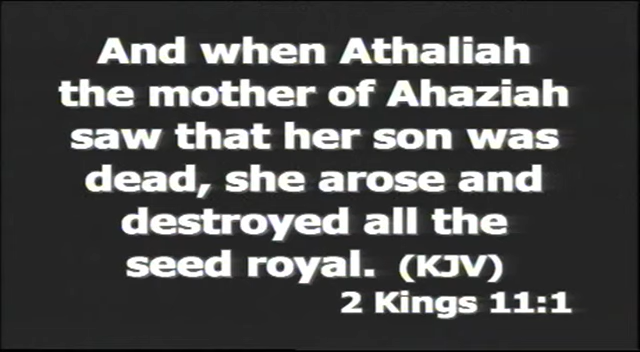 And when Athaliah
the mother of Ahaziah
saw that her son was
dead, she arose and
destroyed all the
seed royal. (KJV)
2 Kings 11:1